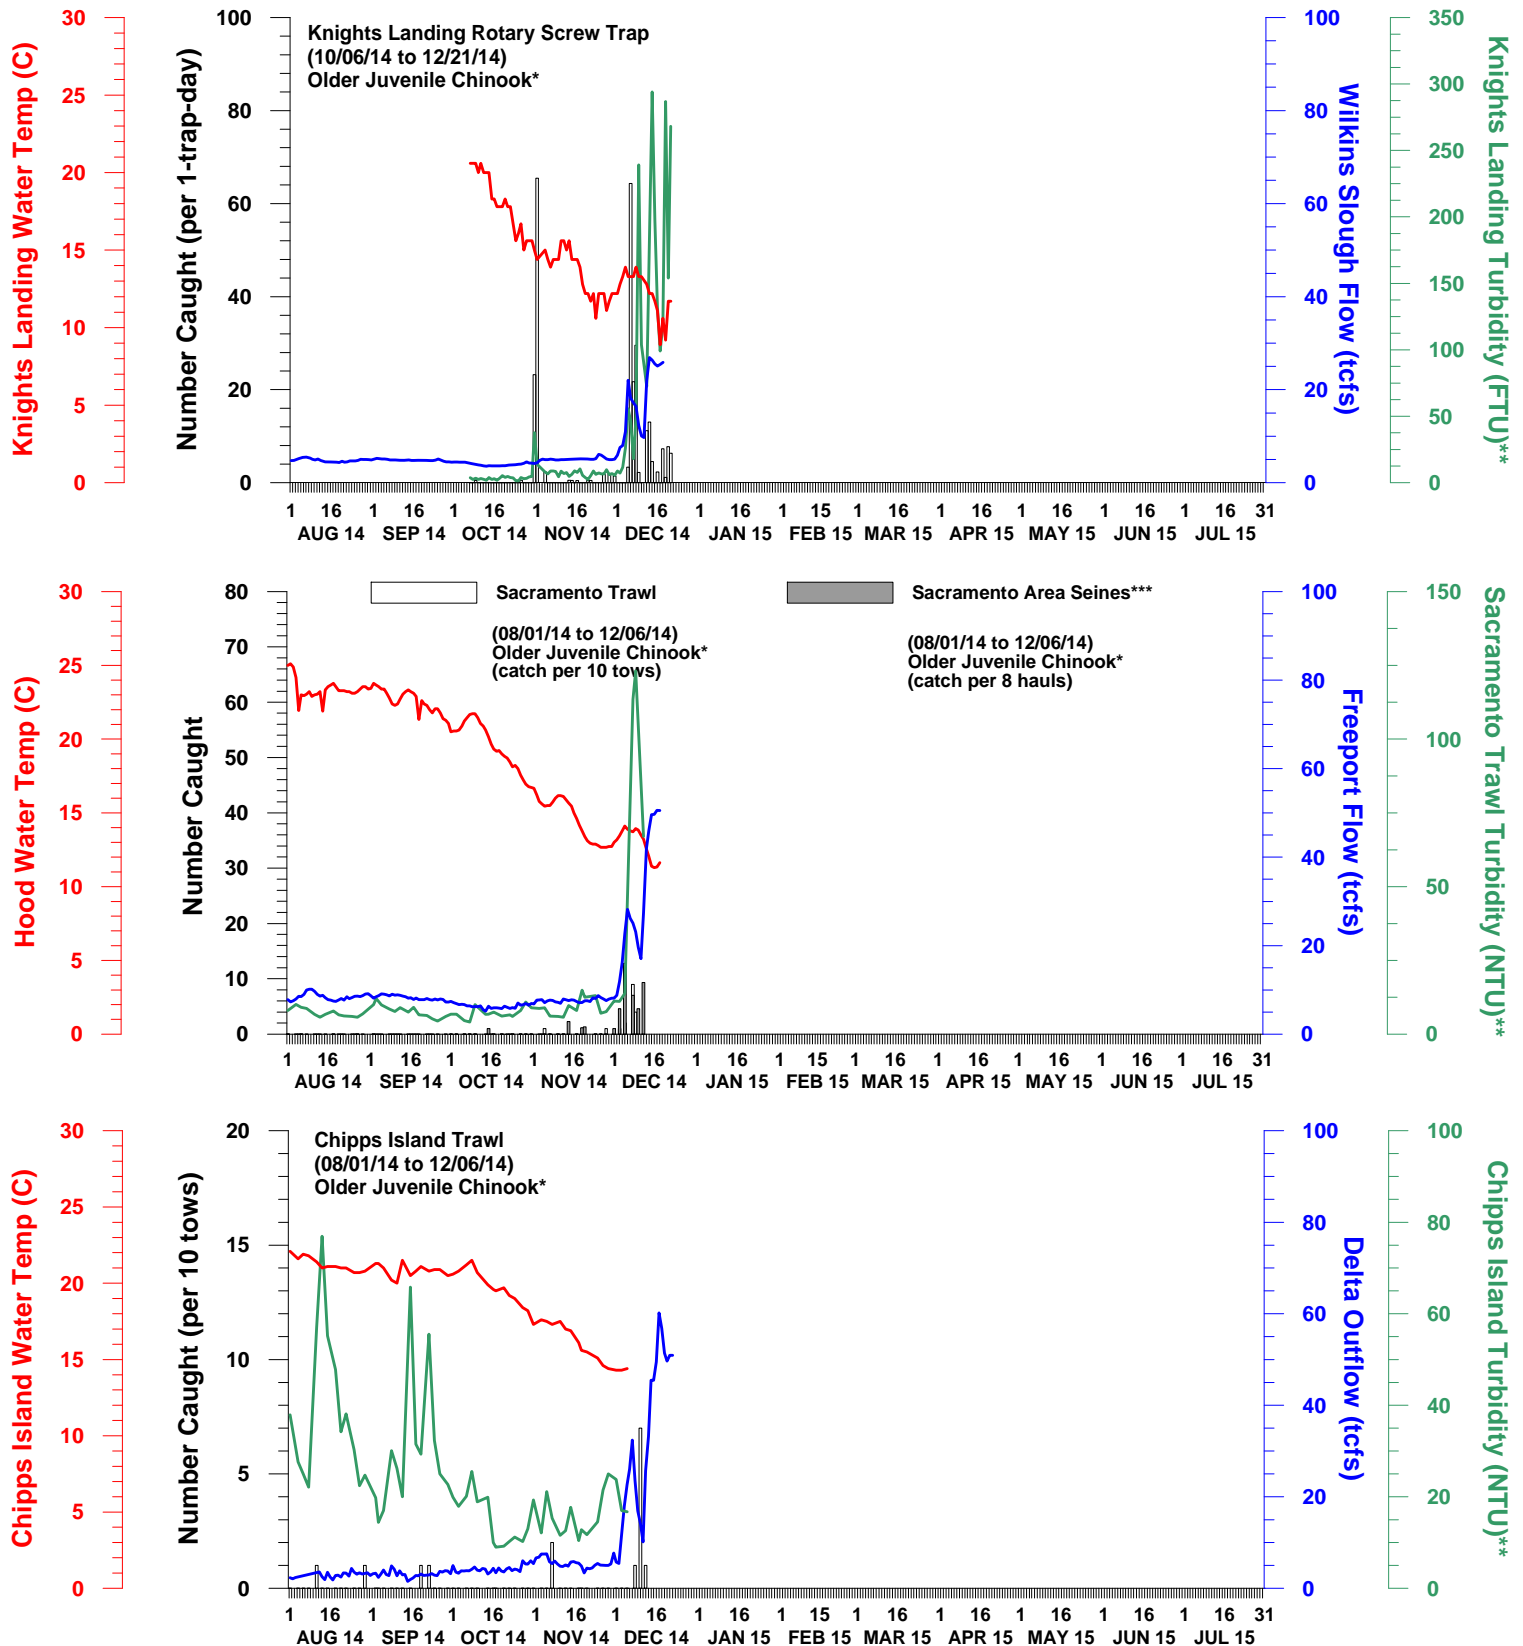 Knights Landing Rotary Screw Trap
(10/06/14 to 12/21/14)
Older Juvenile Chinook*
Knights Landing Water Temp (C)
30
25
20
15
10
5
0
Number Caught (per 1-trap-day)
100
80
60
40
20
0
Wilkins Slough Flow (tcfs)
100
80
60
40
20
0
Knights Landing Turbidity (FTU)**
350
300
250
200
150
100
50
0
1 16 1 16 1 16 1 16 1 16 1 16 1 15 1 16 1 16 1 16 1 16 1 16 31
AUG 14 SEP 14 OCT 14 NOV 14 DEC 14 JAN 15 FEB 15 MAR 15 APR 15 MAY 15 JUN 15 JUL 15
Sacramento Trawl
(08/01/14 to 12/06/14)
Older Juvenile Chinook*
(catch per 10 tows)
Sacramento Area Seines***
(08/01/14 to 12/06/14)
Older Juvenile Chinook*
(catch per 8 hauls)
Hood Water Temp (C)
30
25
20
15
10
5
0
Number Caught
80
70
60
50
40
30
20
10
0
Freeport Flow (tcfs)
100
80
60
40
20
0
Sacramento Trawl Turbidity (NTU)**
150
100
50
0
1 16 1 16 1 16 1 16 1 16 1 16 1 15 1 16 1 16 1 16 1 16 1 16 31
AUG 14 SEP 14 OCT 14 NOV 14 DEC 14 JAN 15 FEB 15 MAR 15 APR 15 MAY 15 JUN 15 JUL 15
Chipps Island Trawl
(08/01/14 to 12/06/14)
Older Juvenile Chinook*
Chipps Island Water Temp (C)
30
25
20
15
10
5
0
Number Caught (per 10 tows)
20
15
10
5
0
Delta Outflow (tcfs)
100
80
60
40
20
0
Chipps Island Turbidity (NTU)**
100
80
60
40
20
0
1 16 1 16 1 16 1 16 1 16 1 16 1 15 1 16 1 16 1 16 1 16 1 16 31
AUG 14 SEP 14 OCT 14 NOV 14 DEC 14 JAN 15 FEB 15 MAR 15 APR 15 MAY 15 JUN 15 JUL 15